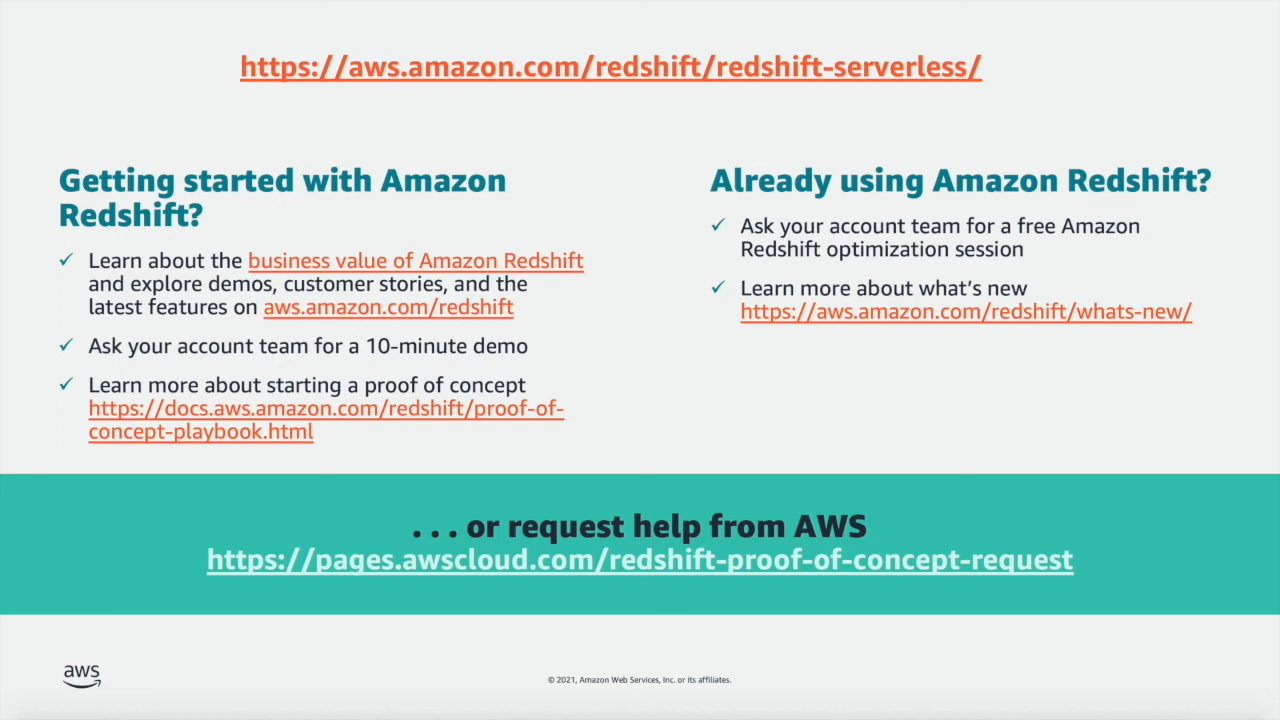 https://aws.amazon.com/redshift/redshift-serverless/
Getting started with Amazon
Redshift?
✓ Learn about the business value of Amazon Redshift
and explore demos, customer stories, and the
latest features on aws.amazon.com/redshift
✓ Ask your account team for a 10-minute demo
✓ Learn more about starting a proof of concept
https://docs.aws.amazon.com/redshift/proof-of-
concept-playbook.html
Already using Amazon Redshift?
✓ Ask your account team for a free Amazon
Redshift optimization session
✓ Learn more about what’s new
https://aws.amazon.com/redshift/whats-new/
. . . or request help from AWS
https://pages.awscloud.com/redshift-proof-of-concept-request
aws
© 2021, Amazon Web Services, Inc. or its affiliates.